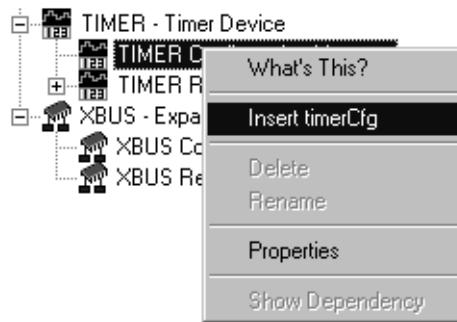 TIMER - Timer Device
TIMER
TIMER R
XBUS - Expa
XBUS Co
XBUS Re
What's This?
Insert timerCfg
Delete
Rename
Properties
Show Dependency